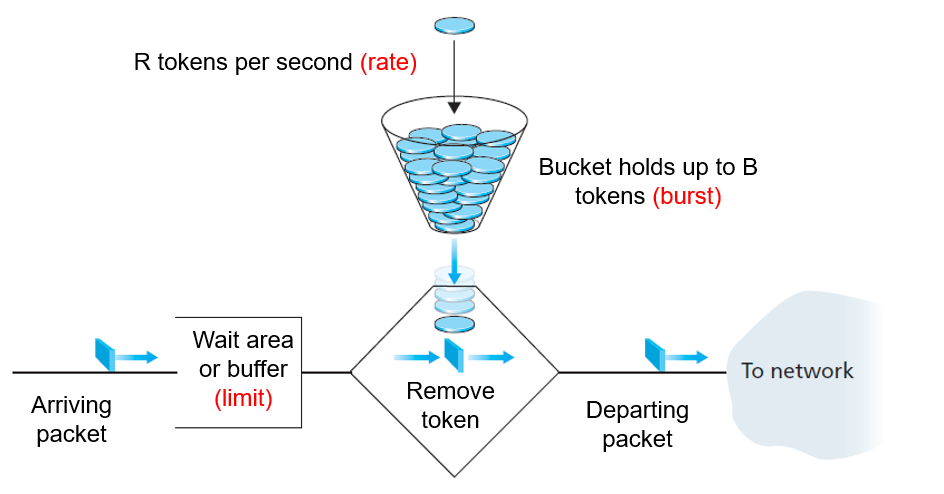 R tokens per second (rate)
Bucket holds up to B
tokens (burst)
Wait area
or buffer
(limit)
Arriving
packet
Remove
token
Departing
packet
To network